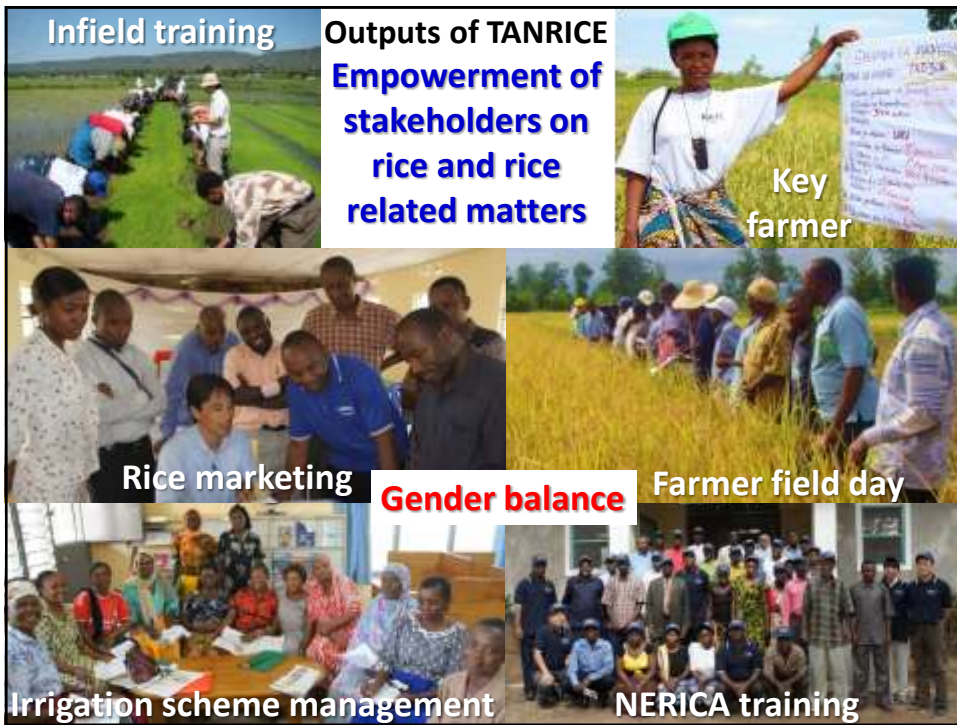 Infield training
Outputs of TANRICE
Empowerment of
stakeholders on
rice and rice
related matters
Key
farmer
Rice marketing
Farmer field day
Gender balance
Irrigation scheme management
NERICA training